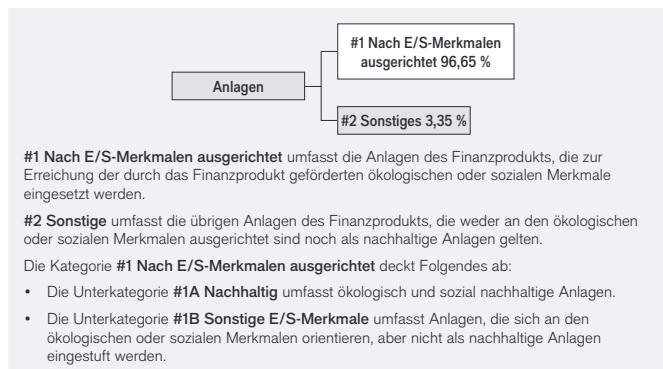 #1 Nach E/S-Merkmalen
ausgerichtet 96,65 %
Anlagen
#2 Sonstiges 3,35 %
#1 Nach E/S-Merkmalen ausgerichtet umfasst die Anlagen des Finanzprodukts, die zur
Erreichung der durch das Finanzprodukt geförderten ökologischen oder sozialen Merkmale
eingesetzt werden.
#2 Sonstige umfasst die übrigen Anlagen des Finanzprodukts, die weder an den ökologischen
oder sozialen Merkmalen ausgerichtet sind noch als nachhaltige Anlagen gelten.
Die Kategorie #1 Nach E/S-Merkmalen ausgerichtet deckt Folgendes ab:
• Die Unterkategorie #1A Nachhaltig umfasst ökologisch und sozial nachhaltige Anlagen.
• Die Unterkategorie #1B Sonstige E/S-Merkmale umfasst Anlagen, die sich an den
ökologischen oder sozialen Merkmalen orientieren, aber nicht als nachhaltige Anlagen
eingestuft werden.